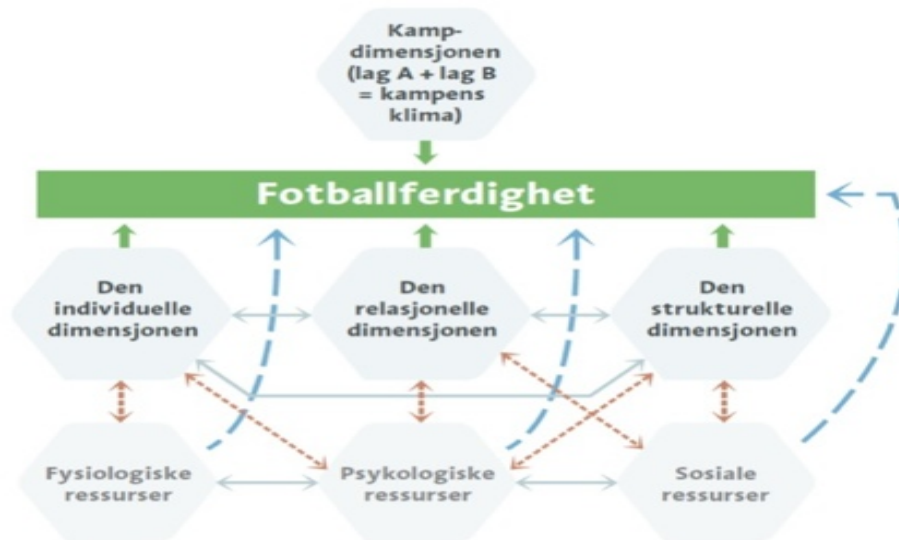 Kamp-
dimensjonen
(lag A + lag B
= kampens
klima)
Fotballferdighet
Den
individuelle
dimensjonen
Den
relasjonelle
dimensjonen
Den
strukturelle
dimensjonen
Fysiologiske
ressurser
Psykologiske
ressurser
Sosiale
ressurser